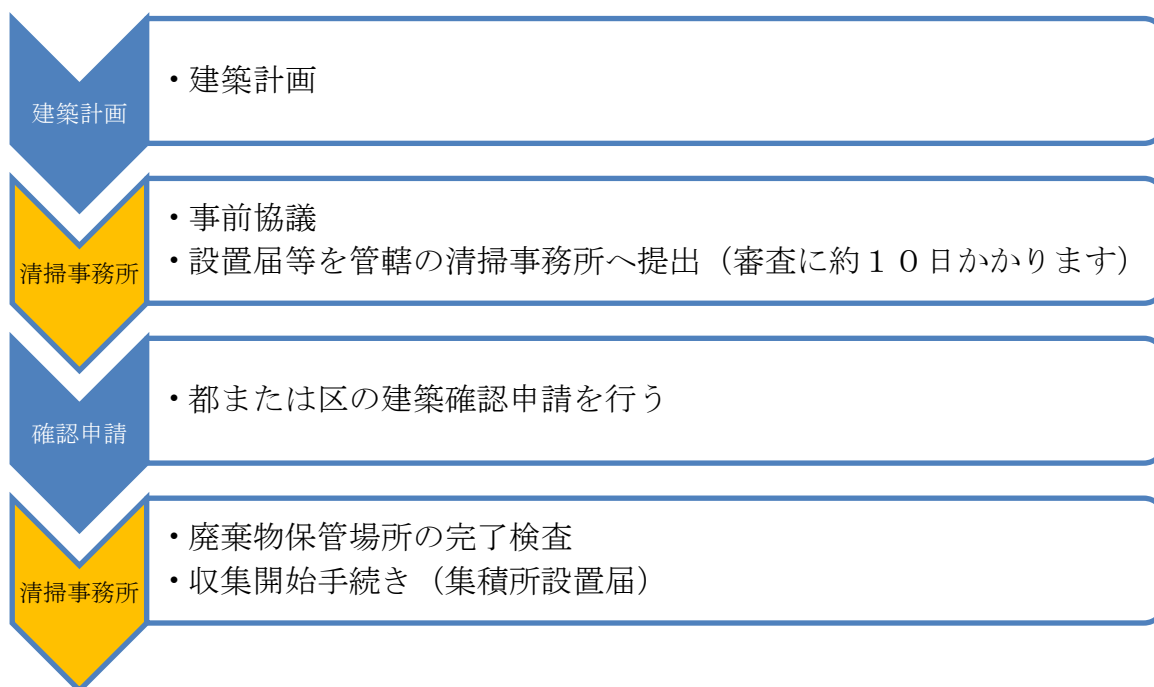 建築計画
・建築計画
清掃事務所
・事前協議
・設置届等を管轄の清掃事務所へ提出（審査に約１０日かかります）
確認申請
・都または区の建築確認申請を行う
清掃事務所
・廃棄物保管場所の完了検査
・収集開始手続き（集積所設置届）